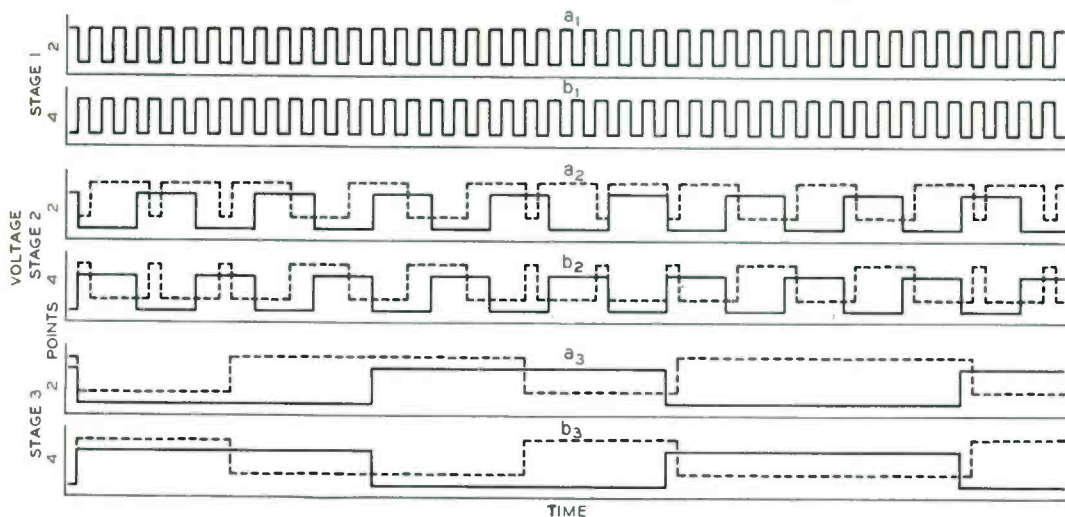 a1
STAGE 1
2
b1
4
a2
VOLTAGE
STAGE 2
2
b2
4
POINTS
a3
STAGE 3
2
b3
4
TIME